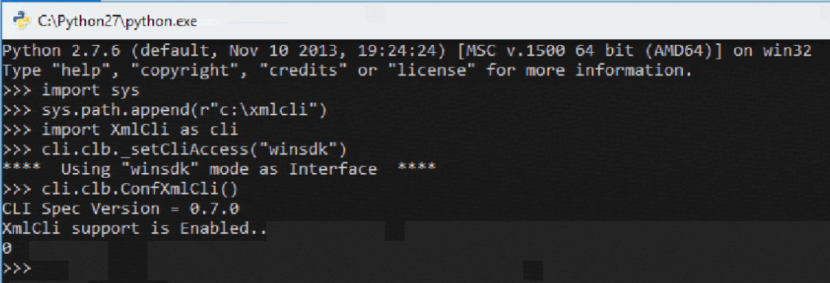 C:\Python27\python.exe
Python 2.7.6 (default, Nov 10 2013, 19:24:24) [MSC v.1500 64 bit (AMD64)] on win32
Type "help", "copyright", "credits" or "license" for more information.
>>> import sys
>>> sys.path.append(r"c:\xmlcli")
>>> import XmlCli as cli
>>> cli.clb._setCliAccess("winsdk")
****  Using "winsdk" mode as Interface  ****
>>> cli.clb.ConfXmlCli()
CLI Spec Version = 0.7.0
XmlCli support is Enabled..
0
>>>